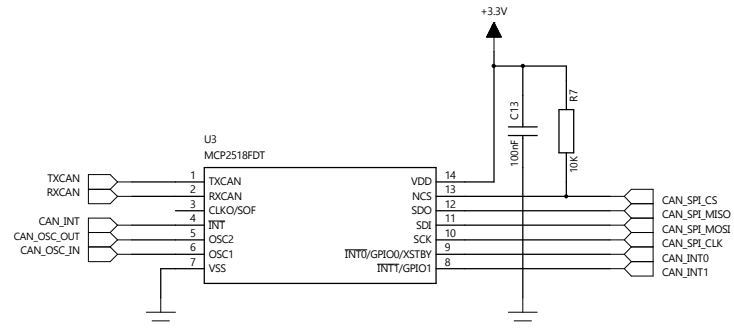 +3.3V
R7
C13
100nF
10K
U3
MCP2518FDT
TXCAN 1 TXCAN VDD 14
RXCAN 2 RXCAN NCS 13 CAN_SPI_CS
3 CLKO/SOF SDO 12 CAN_SPI_MISO
CAN_INT 4 INT SDI 11 CAN_SPI_MOSI
CAN_OSC_OUT 5 OSC2 SCK 10 CAN_SPI_CLK
CAN_OSC_IN 6 OSC1 INT0/GPIO0/XSTBY 9 CAN_INT0
7 VSS INT1/GPIO1 8 CAN_INT1